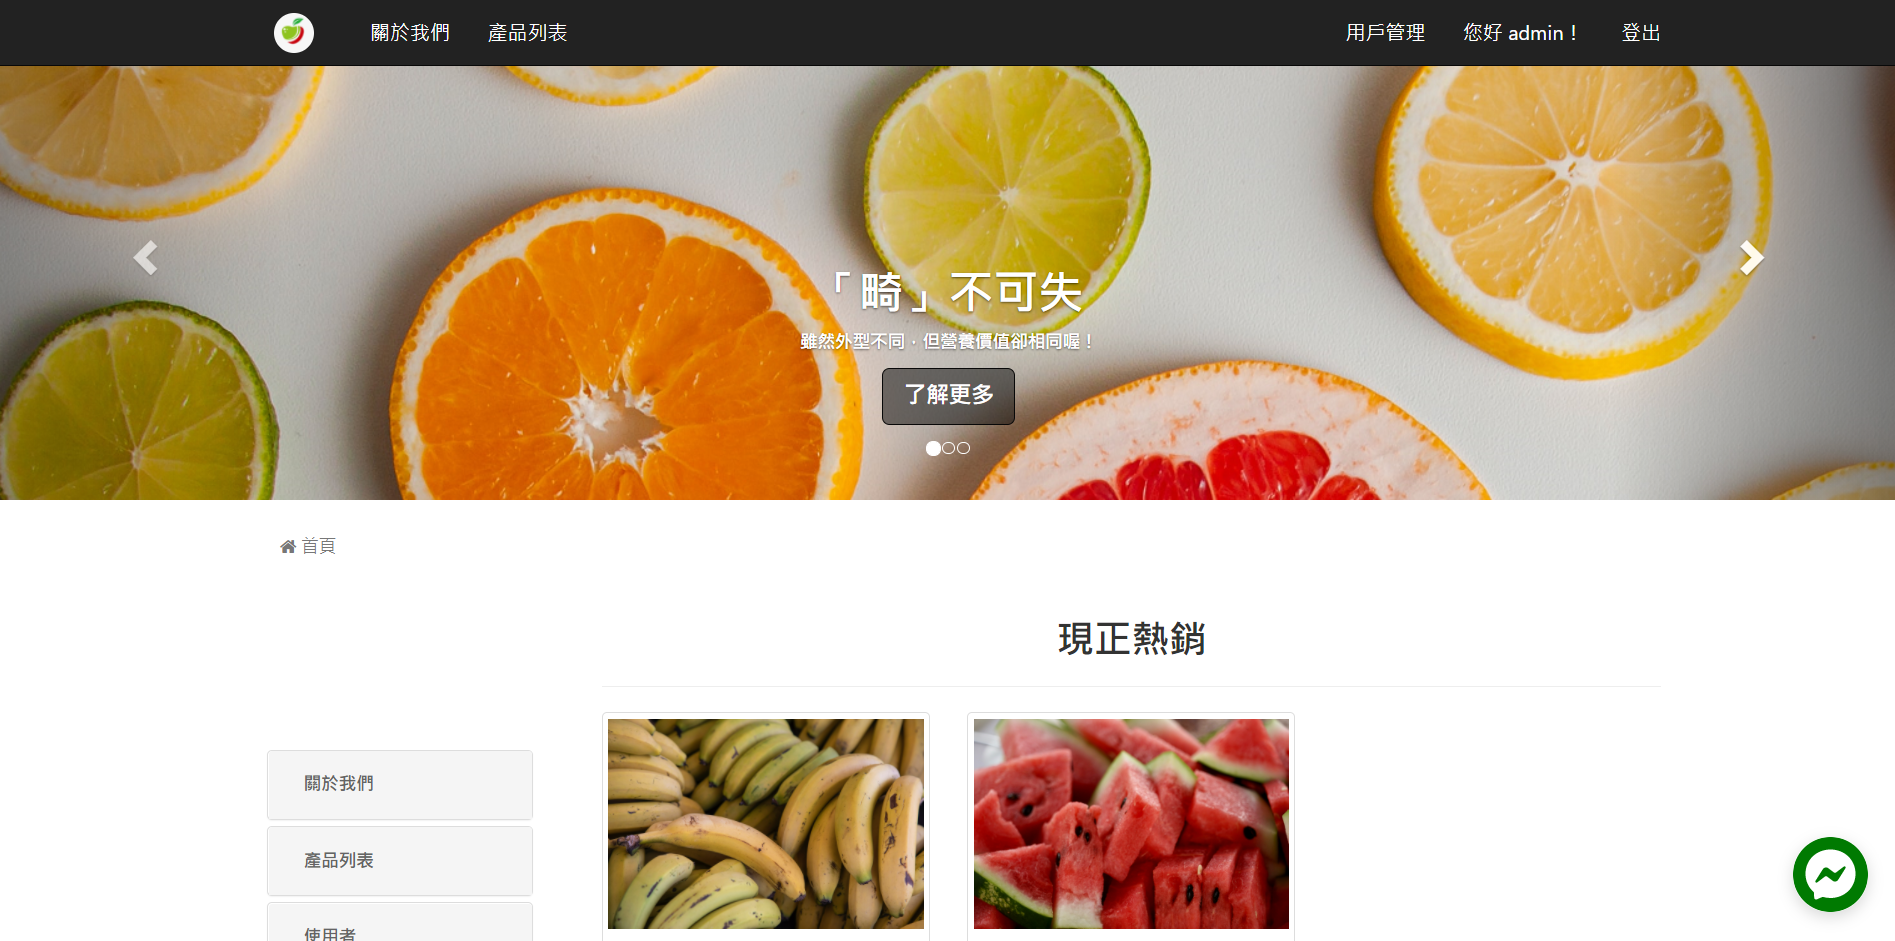 關於我們
產品列表
用戶管理
您好 admin！
登出
「畸」不可失
雖然外型不同，但營養價值卻相同喔！
了解更多
首頁
現正熱銷
關於我們
產品列表
使用者